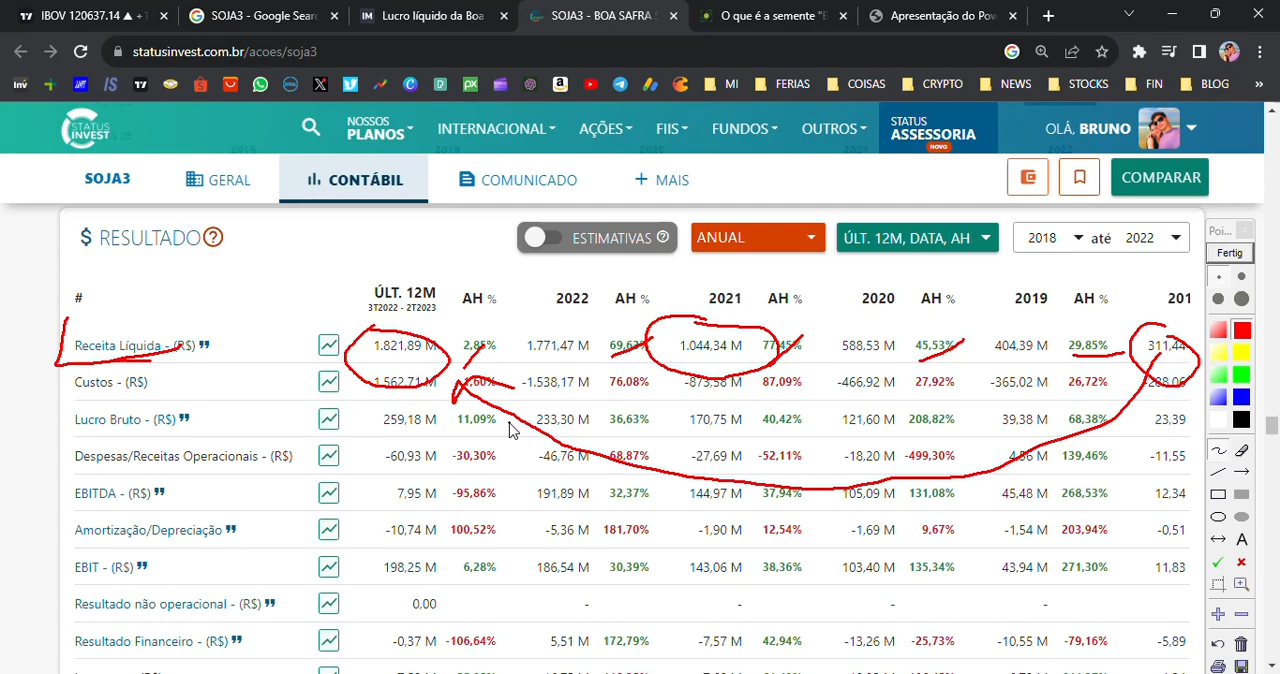 IBOV 120637.14 ▲ +1
SOJA3 - Google Sear
Lucro líquido da Boa
SOJA3 - BOA SAFRA
O que é a semente "B
Apresentação do Pow
statusinvest.com.br/acoes/soja3
MI FERIAS COISAS CRYPTO NEWS STOCKS FIN BLOG »
STATUS INVEST
NOSSOS PLANOS
INTERNACIONAL
AÇÕES
FIIS
FUNDOS
OUTROS
STATUS ASSESSORIA
NOVO
OLÁ, BRUNO
SOJA3
GERAL
CONTÁBIL
COMUNICADO
+ MAIS
COMPARAR
$ RESULTADO ?
ESTIMATIVAS
ANUAL
ÚLT. 12M, DATA, AH
2018 até 2022
Poi...
Fertig
# ÚLT. 12M AH % 2022 AH % 2021 AH % 2020 AH % 2019 AH % 201
3T2022 - 2T2023
Receita Líquida - (R$) 1.821,89 M 2,85% 1.771,47 M 69,63% 1.044,34 M 77,45% 588,53 M 45,53% 404,39 M 29,85% 311,44
Custos - (R$) -1.562,71 M -1.538,17 M 76,08% -873,58 M 87,09% -466,92 M 27,92% -365,02 M 26,72% -288,06
Lucro Bruto - (R$) 259,18 M 11,09% 233,30 M 36,63% 170,75 M 40,42% 121,60 M 208,82% 39,38 M 68,38% 23,39
Despesas/Receitas Operacionais - (R$) -60,93 M -30,30% -46,76 M -68,87% -27,69 M -52,11% -18,20 M -499,30% 4,56 M 139,46% -11,55
EBITDA - (R$) 7,95 M -95,86% 191,89 M 32,37% 144,97 M 37,94% 105,09 M 131,08% 45,48 M 268,53% 12,34
Amortização/Depreciação -10,74 M 100,52% -5,36 M 181,70% -1,90 M 12,54% -1,69 M 9,67% -1,54 M 203,94% -0,51
EBIT - (R$) 198,25 M 6,28% 186,54 M 30,39% 143,06 M 38,36% 103,40 M 135,34% 43,94 M 271,30% 11,83
Resultado não operacional - (R$) 0,00 - - - -
Resultado Financeiro - (R$) -0,37 M -106,64% 5,51 M 172,79% -7,57 M 42,94% -13,26 M -25,73% -10,55 M -79,16% -5,89